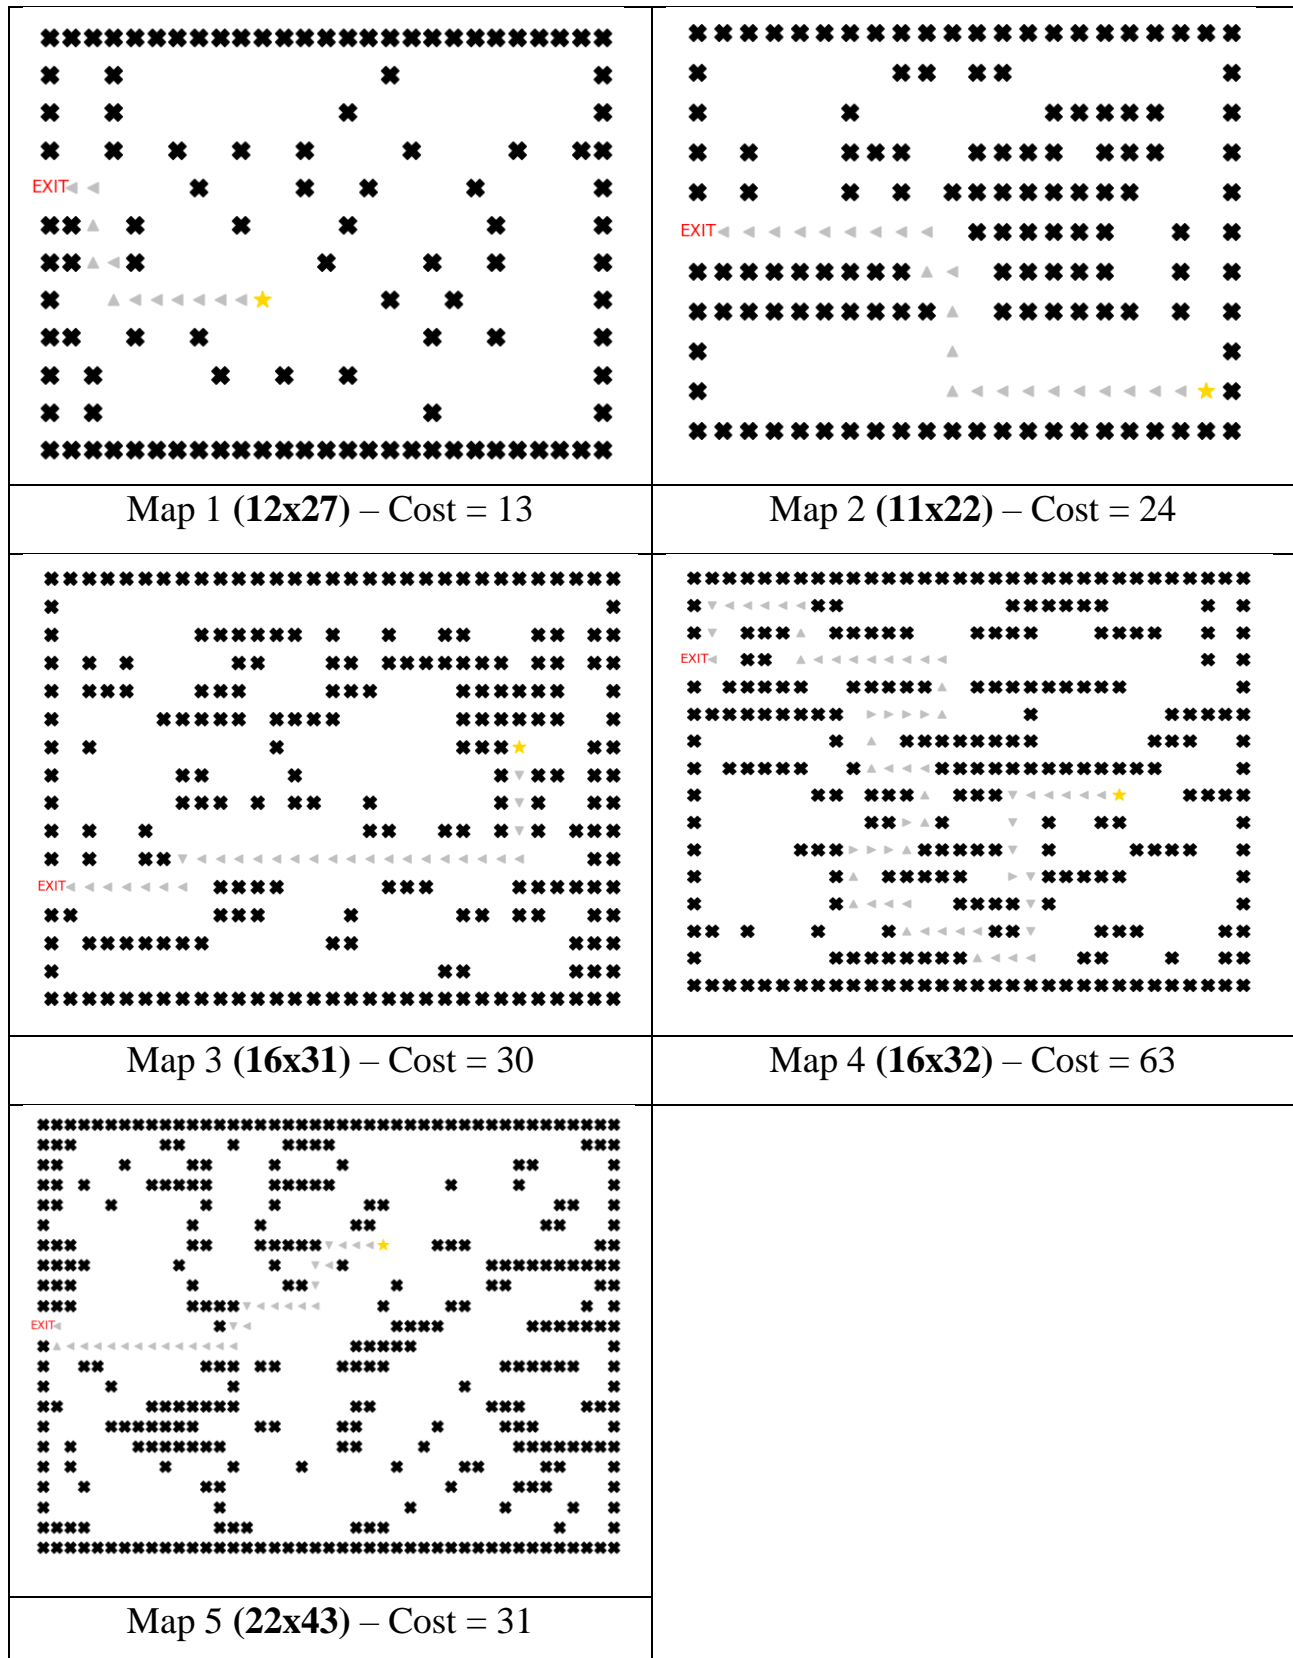 EXIT
EXIT
Map 1 (12x27) – Cost = 13
Map 2 (11x22) – Cost = 24
EXIT
EXIT
Map 3 (16x31) – Cost = 30
Map 4 (16x32) – Cost = 63
EXIT
Map 5 (22x43) – Cost = 31